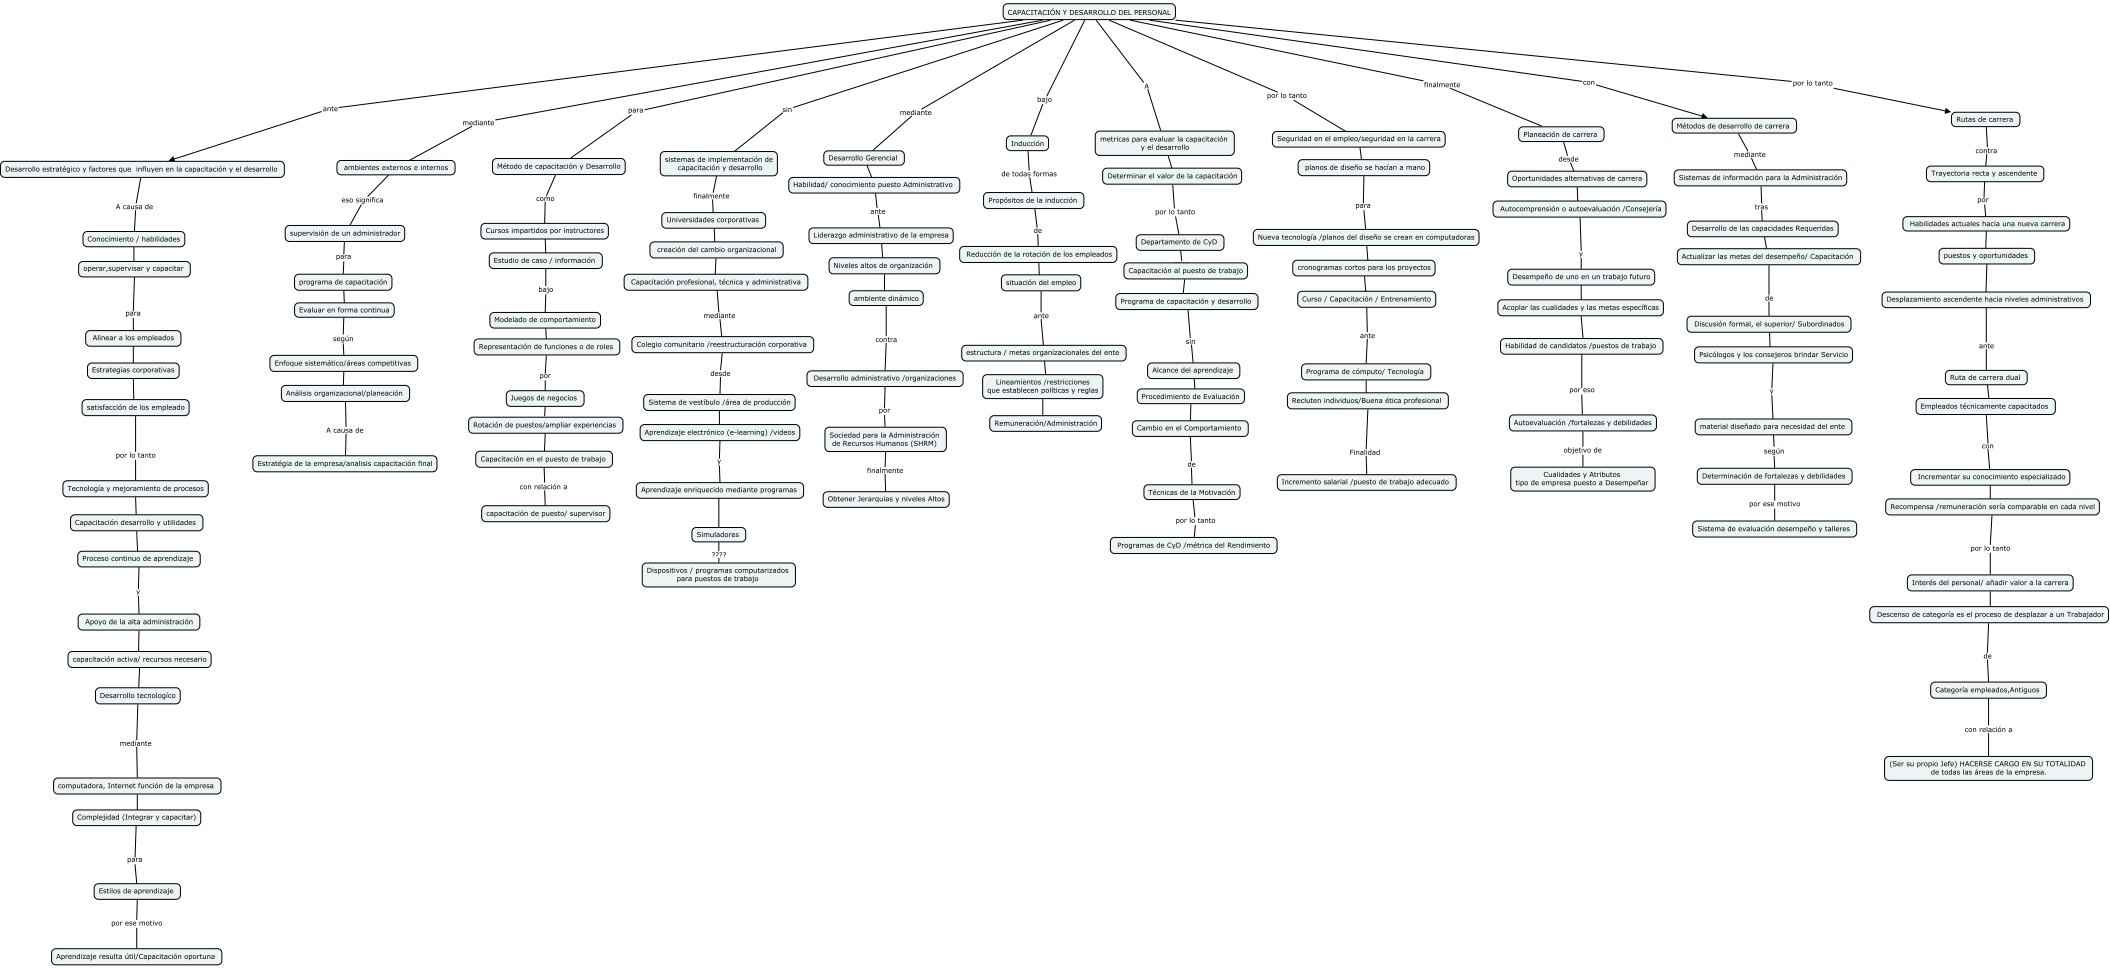 CAPACITACIÓN Y DESARROLLO DEL PERSONAL
ante
Desarrollo estratégico y factores que influyen en la capacitación y el desarrollo
A causa de
Conocimiento / habilidades
operar,supervisar y capacitar
para
Alinear a los empleados
Estrategias corporativas
satisfacción de los empleado
por lo tanto
Tecnología y mejoramiento de procesos
Capacitación desarrollo y utilidades
Proceso continuo de aprendizaje
y
Apoyo de la alta administración
capacitación activa/ recursos necesario
Desarrollo tecnologíco
mediante
computadora, Internet función de la empresa
Complejidad (Integrar y capacitar)
para
Estilos de aprendizaje
por ese motivo
Aprendizaje resulta útil/Capacitación oportuna
mediante
ambientes externos e internos
eso significa
supervisión de un administrador
para
programa de capacitación
Evaluar en forma continua
según
Enfoque sistemático/áreas competitivas
Análisis organizacional/planeación
A causa de
Estratégia de la empresa/analisis capacitación final
para
Método de capacitación y Desarrollo
como
Cursos impartidos por instructores
Estudio de caso / información
bajo
Modelado de comportamiento
Representación de funciones o de roles
por
Juegos de negocios
Rotación de puestos/ampliar experiencias
Capacitación en el puesto de trabajo
con relación a
capacitación de puesto/ supervisor
sin
sistemas de implementación de
capacitación y desarrollo
finalmente
Universidades corporativas
creación del cambio organizacional
Capacitación profesional, técnica y administrativa
mediante
Colegio comunitario /reestructuración corporativa
desde
Sistema de vestíbulo /área de producción
Aprendizaje electrónico (e-learning) /videos
y
Aprendizaje enriquecido mediante programas
Simuladores
????
Dispositivos / programas computarizados
para puestos de trabajo
mediante
Desarrollo Gerencial
Habilidad/ conocimiento puesto Administrativo
ante
Liderazgo administrativo de la empresa
Niveles altos de organización
ambiente dinámico
contra
Desarrollo administrativo /organizaciones
por
Sociedad para la Administración
de Recursos Humanos (SHRM)
finalmente
Obtener Jerarquias y niveles Altos
bajo
Inducción
de todas formas
Propósitos de la inducción
de
Reducción de la rotación de los empleados
situación del empleo
ante
estructura / metas organizacionales del ente
Lineamientos /restricciones
que establecen políticas y reglas
Remuneración/Administración
A
metricas para evaluar la capacitación
y el desarrollo
Determinar el valor de la capacitación
por lo tanto
Departamento de CyD
Capacitación al puesto de trabajo
Programa de capacitación y desarrollo
sin
Alcance del aprendizaje
Procedimiento de Evaluación
Cambio en el Comportamiento
de
Técnicas de la Motivación
por lo tanto
Programas de CyD /métrica del Rendimiento
por lo tanto
Seguridad en el empleo/seguridad en la carrera
planos de diseño se hacían a mano
para
Nueva tecnología /planos del diseño se crean en computadoras
cronogramas cortos para los proyectos
Curso / Capacitación / Entrenamiento
ante
Programa de cómputo/ Tecnología
Recluten individuos/Buena ética profesional
Finalidad
Incremento salarial /puesto de trabajo adecuado
finalmente
Planeación de carrera
desde
Oportunidades alternativas de carrera
Autocomprensión o autoevaluación /Consejería
y
Desempeño de uno en un trabajo futuro
Acoplar las cualidades y las metas específicas
Habilidad de candidatos /puestos de trabajo
por eso
Autoevaluación /fortalezas y debilidades
objetivo de
Cualidades y Atributos
tipo de empresa puesto a Desempeñar
con
Métodos de desarrollo de carrera
mediante
Sistemas de información para la Administración
tras
Desarrollo de las capacidades Requeridas
Actualizar las metas del desempeño/ Capacitación
de
Discusión formal, el superior/ Subordinados
Psicólogos y los consejeros brindar Servicio
y
material diseñado para necesidad del ente
según
Determinación de fortalezas y debilidades
por ese motivo
Sistema de evaluación desempeño y talleres
por lo tanto
Rutas de carrera
contra
Trayectoria recta y ascendente
por
Habilidades actuales hacia una nueva carrera
puestos y oportunidades
Desplazamiento ascendente hacia niveles administrativos
ante
Ruta de carrera dual
Empleados técnicamente capacitados
con
Incrementar su conocimiento especializado
Recompensa /remuneración sería comparable en cada nivel
por lo tanto
Interés del personal/ añadir valor a la carrera
Descenso de categoría es el proceso de desplazar a un Trabajador
de
Categoría empleados,Antiguos
con relación a
(Ser su propio Jefe) HACERSE CARGO EN SU TOTALIDAD
de todas las áreas de la empresa.